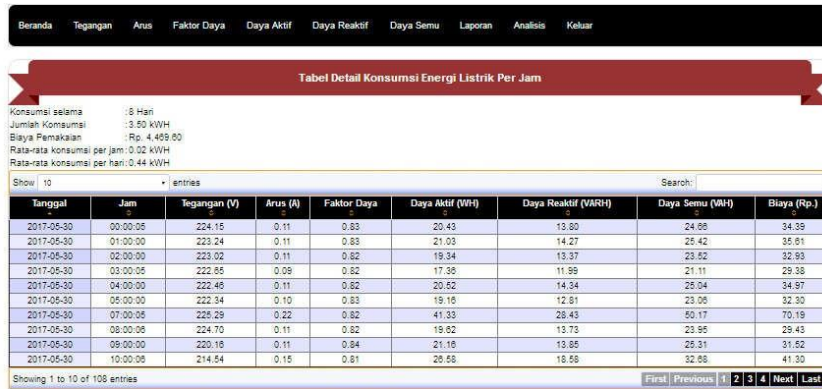 Beranda Tegangan Arus Faktor Daya Daya Aktif Daya Reaktif Daya Semu Laporan Analisis Keluar
Tabel Detail Konsumsi Energi Listrik Per Jam
Konsumsi selama :8 Hari
Jumlah Komsumsi :3.50 kWH
Biaya Pemakaian :Rp. 4,469.60
Rata-rata konsumsi per jam:0.02 kWH
Rata-rata konsumsi per hari:0.44 kWH
Show 10 entries Search:
Tanggal Jam Tegangan (V) Arus (A) Faktor Daya Daya Aktif (WH) Daya Reaktif (VARH) Daya Semu (VAH) Biaya (Rp.)
2017-05-30 00:00:05 224.15 0.11 0.83 20.43 13.80 24.66 34.39
2017-05-30 01:00:00 223.24 0.11 0.83 21.03 14.27 25.42 35.61
2017-05-30 02:00:00 223.02 0.11 0.82 19.34 13.37 23.52 32.93
2017-05-30 03:00:05 222.65 0.09 0.82 17.36 11.99 21.11 29.38
2017-05-30 04:00:00 222.46 0.11 0.82 20.52 14.34 25.04 34.97
2017-05-30 05:00:00 222.34 0.10 0.83 19.16 12.81 23.06 32.30
2017-05-30 07:00:05 225.29 0.22 0.82 41.33 28.43 50.17 70.19
2017-05-30 08:00:06 224.70 0.11 0.82 19.62 13.73 23.95 29.43
2017-05-30 09:00:00 220.16 0.11 0.84 21.16 13.85 25.31 31.52
2017-05-30 10:00:06 214.54 0.15 0.81 26.58 18.58 32.68 41.30
Showing 1 to 10 of 108 entries First Previous 1 2 3 4 Next Last